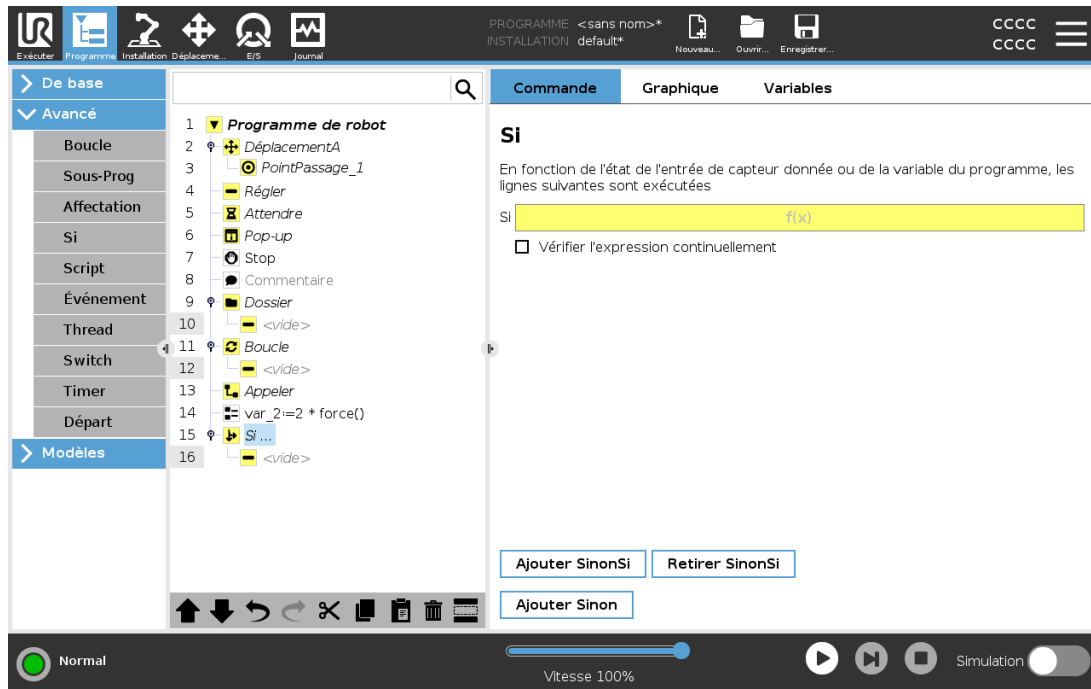 PROGRAMME <sans nom>*
INSTALLATION default*
UR
Exécuter
Programme
Installation
Déplaceme...
E/S
Journal
Nouveau...
Ouvrir...
Enregistrer...
CCCC
CCCC
De base
Avancé
Boucle
Sous-Prog
Affectation
Si
Script
Événement
Thread
Switch
Timer
Départ
Modèles
1 Programme de robot
2 DéplacementA
3 PointPassage_1
4 Régler
5 Attendre
6 Pop-up
7 Stop
8 Commentaire
9 Dossier
10 <vide>
11 Boucle
12 <vide>
13 Appeler
14 var_2:=2 * force()
15 Si ...
16 <vide>
Commande
Graphique
Variables
Si
En fonction de l'état de l'entrée de capteur donnée ou de la variable du programme, les
lignes suivantes sont exécutées
Si f(x)
Vérifier l'expression continuellement
Ajouter SinonSi
Retirer SinonSi
Ajouter Sinon
Normal
Vitesse 100%
Simulation